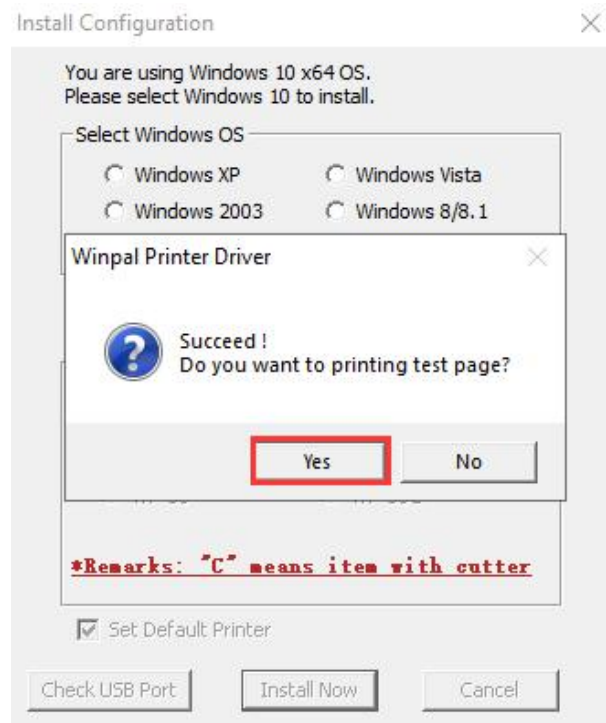 Install Configuration
You are using Windows 10 x64 OS.
Please select Windows 10 to install.
Select Windows OS
Windows XP Windows Vista
Windows 2003 Windows 8/8.1
Winpal Printer Driver
Succeed !
Do you want to printing test page?
Yes No
*Remarks: "C" means item with cutter
Set Default Printer
Check USB Port Install Now Cancel